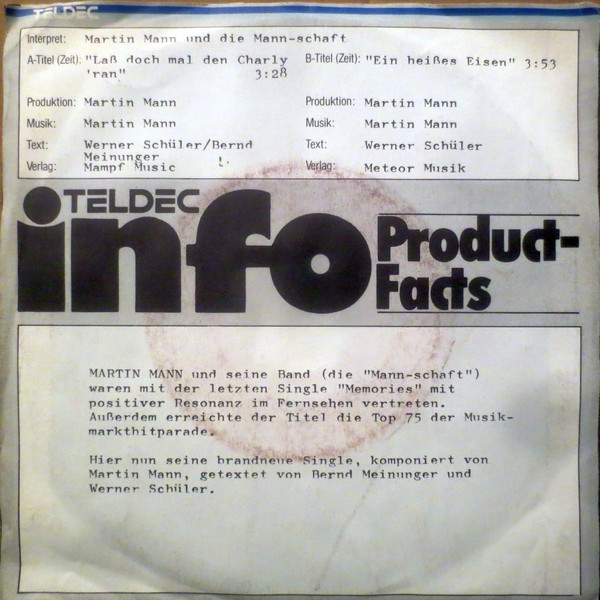 TELDEC
Interpret: Martin Mann und die Mann-schaft
A-Titel (Zeit): "Laß doch mal den Charly
'ran" 3:28
Produktion: Martin Mann
Musik: Martin Mann
Text: Werner Schüler/Bernd
Meinunger
Verlag: Mampf Music
B-Titel (Zeit): "Ein heißes Eisen" 3:53
Produktion: Martin Mann
Musik: Martin Mann
Text: Werner Schüler
Verlag: Meteor Musik
TELDEC
info
Product-
Facts
MARTIN MANN und seine Band (die "Mann-schaft")
waren mit der letzten Single "Memories" mit
positiver Resonanz im Fernsehen vertreten.
Außerdem erreichte der Titel die Top 75 der Musik-
markthitparade.
Hier nun seine brandneue Single, komponiert von
Martin Mann, getextet von Bernd Meinunger und
Werner Schüler.